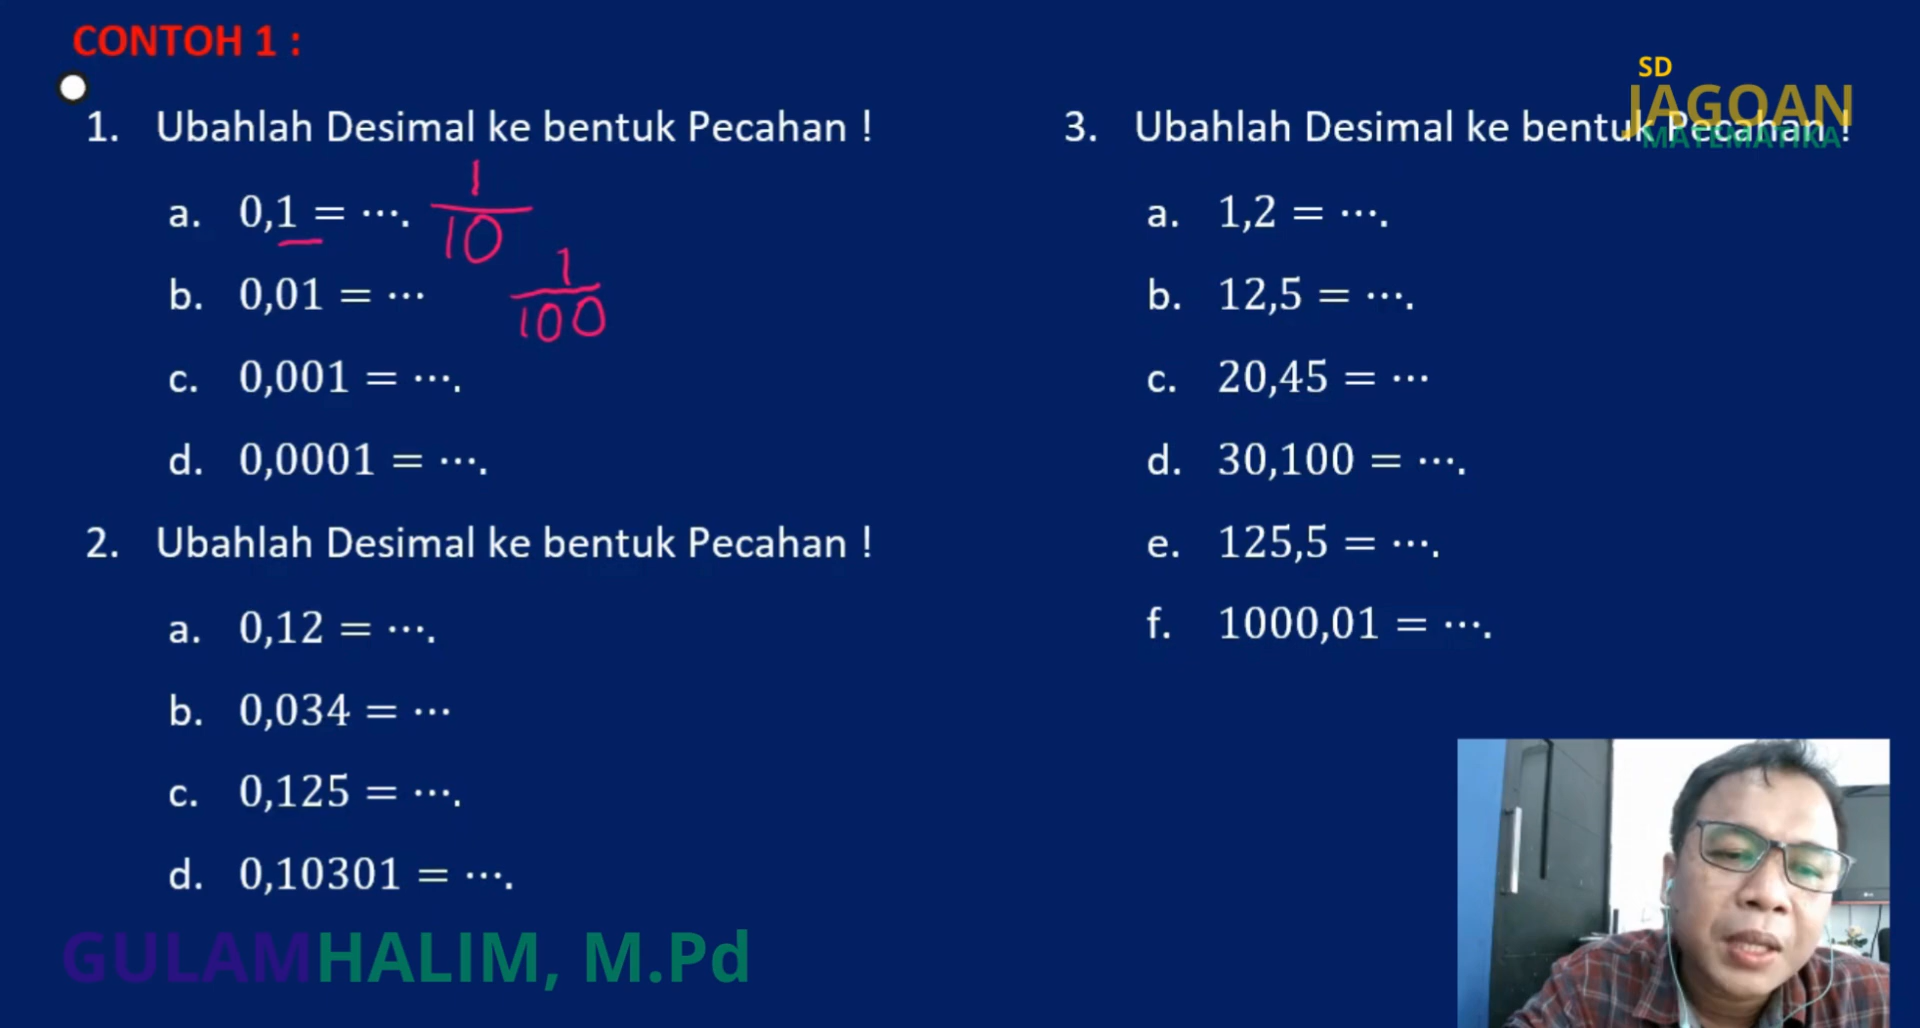 CONTOH 1 :
1. Ubahlah Desimal ke bentuk Pecahan !
a. 0,1 = ⋯. 1/10
b. 0,01 = ⋯ 1/100
c. 0,001 = ⋯.
d. 0,0001 = ⋯.
2. Ubahlah Desimal ke bentuk Pecahan !
a. 0,12 = ⋯.
b. 0,034 = ⋯
c. 0,125 = ⋯.
d. 0,10301 = ⋯.
GULAMHALIM, M.Pd
SD
JAGOAN
MATEMATIKA
3. Ubahlah Desimal ke bentuk Pecahan !
a. 1,2 = ⋯.
b. 12,5 = ⋯.
c. 20,45 = ⋯
d. 30,100 = ⋯.
e. 125,5 = ⋯.
f. 1000,01 = ⋯.